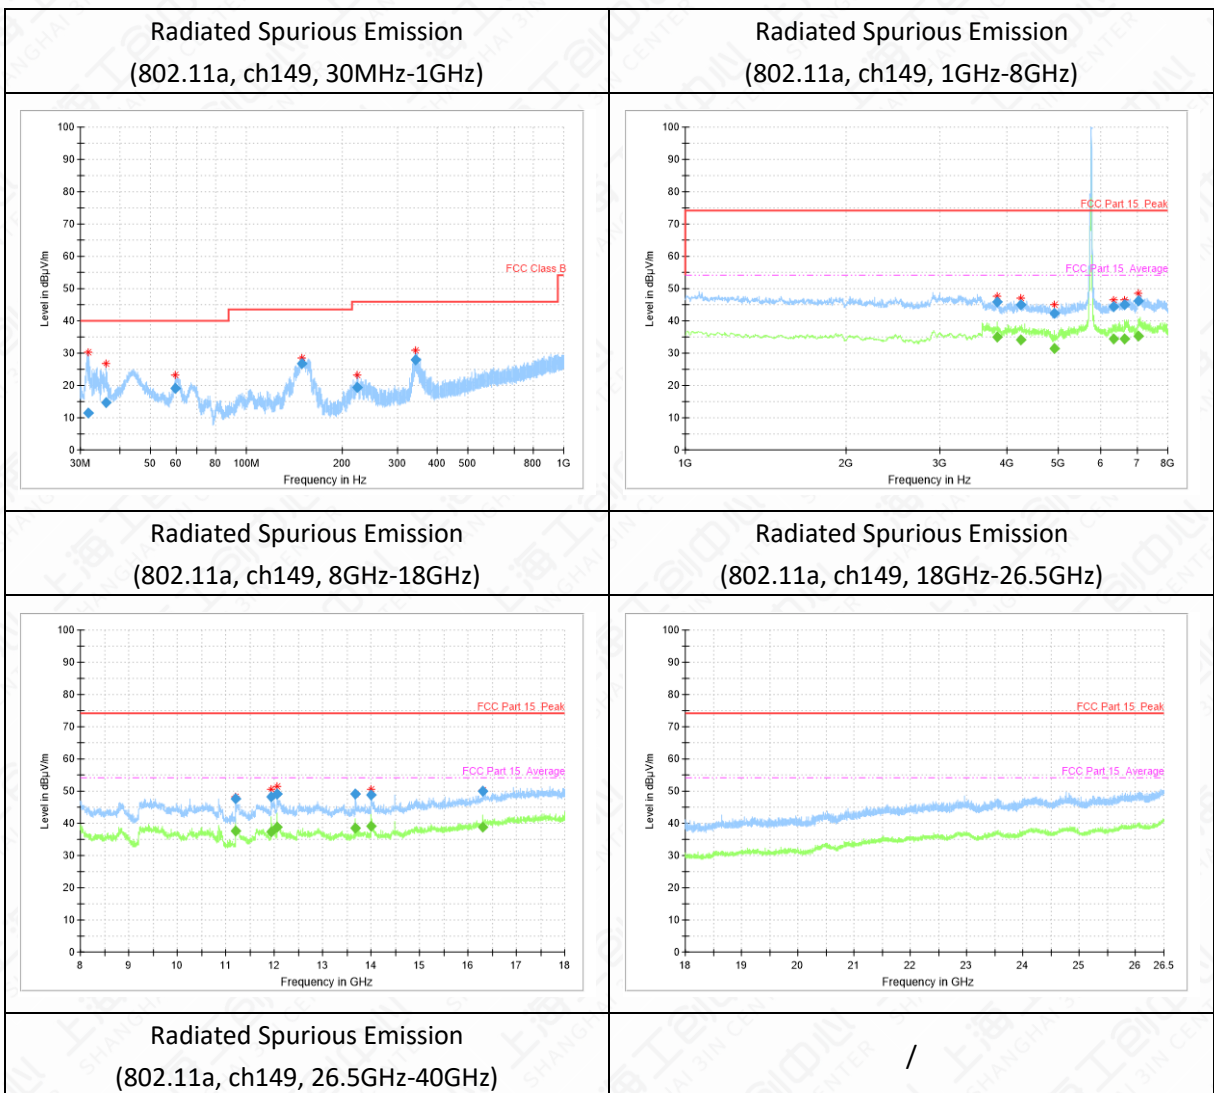 Radiated Spurious Emission
(802.11a, ch149, 30MHz-1GHz)
Radiated Spurious Emission
(802.11a, ch149, 1GHz-8GHz)
100
90
80
70
60
50
40
30
20
10
0
Level in dBµV/m
FCC Class B
30M 50 60 80 100M 200 300 400 500 800 1G
Frequency in Hz
100
90
80
70
60
50
40
30
20
10
0
Level in dBµV/m
FCC Part 15 Peak
FCC Part 15 Average
1G 2G 3G 4G 5G 6 7 8G
Frequency in Hz
Radiated Spurious Emission
(802.11a, ch149, 8GHz-18GHz)
Radiated Spurious Emission
(802.11a, ch149, 18GHz-26.5GHz)
100
90
80
70
60
50
40
30
20
10
0
Level in dBµV/m
FCC Part 15 Peak
FCC Part 15 Average
8 9 10 11 12 13 14 15 16 17 18
Frequency in GHz
100
90
80
70
60
50
40
30
20
10
0
Level in dBµV/m
FCC Part 15 Peak
FCC Part 15 Average
18 19 20 21 22 23 24 25 26 26.5
Frequency in GHz
Radiated Spurious Emission
(802.11a, ch149, 26.5GHz-40GHz)
/